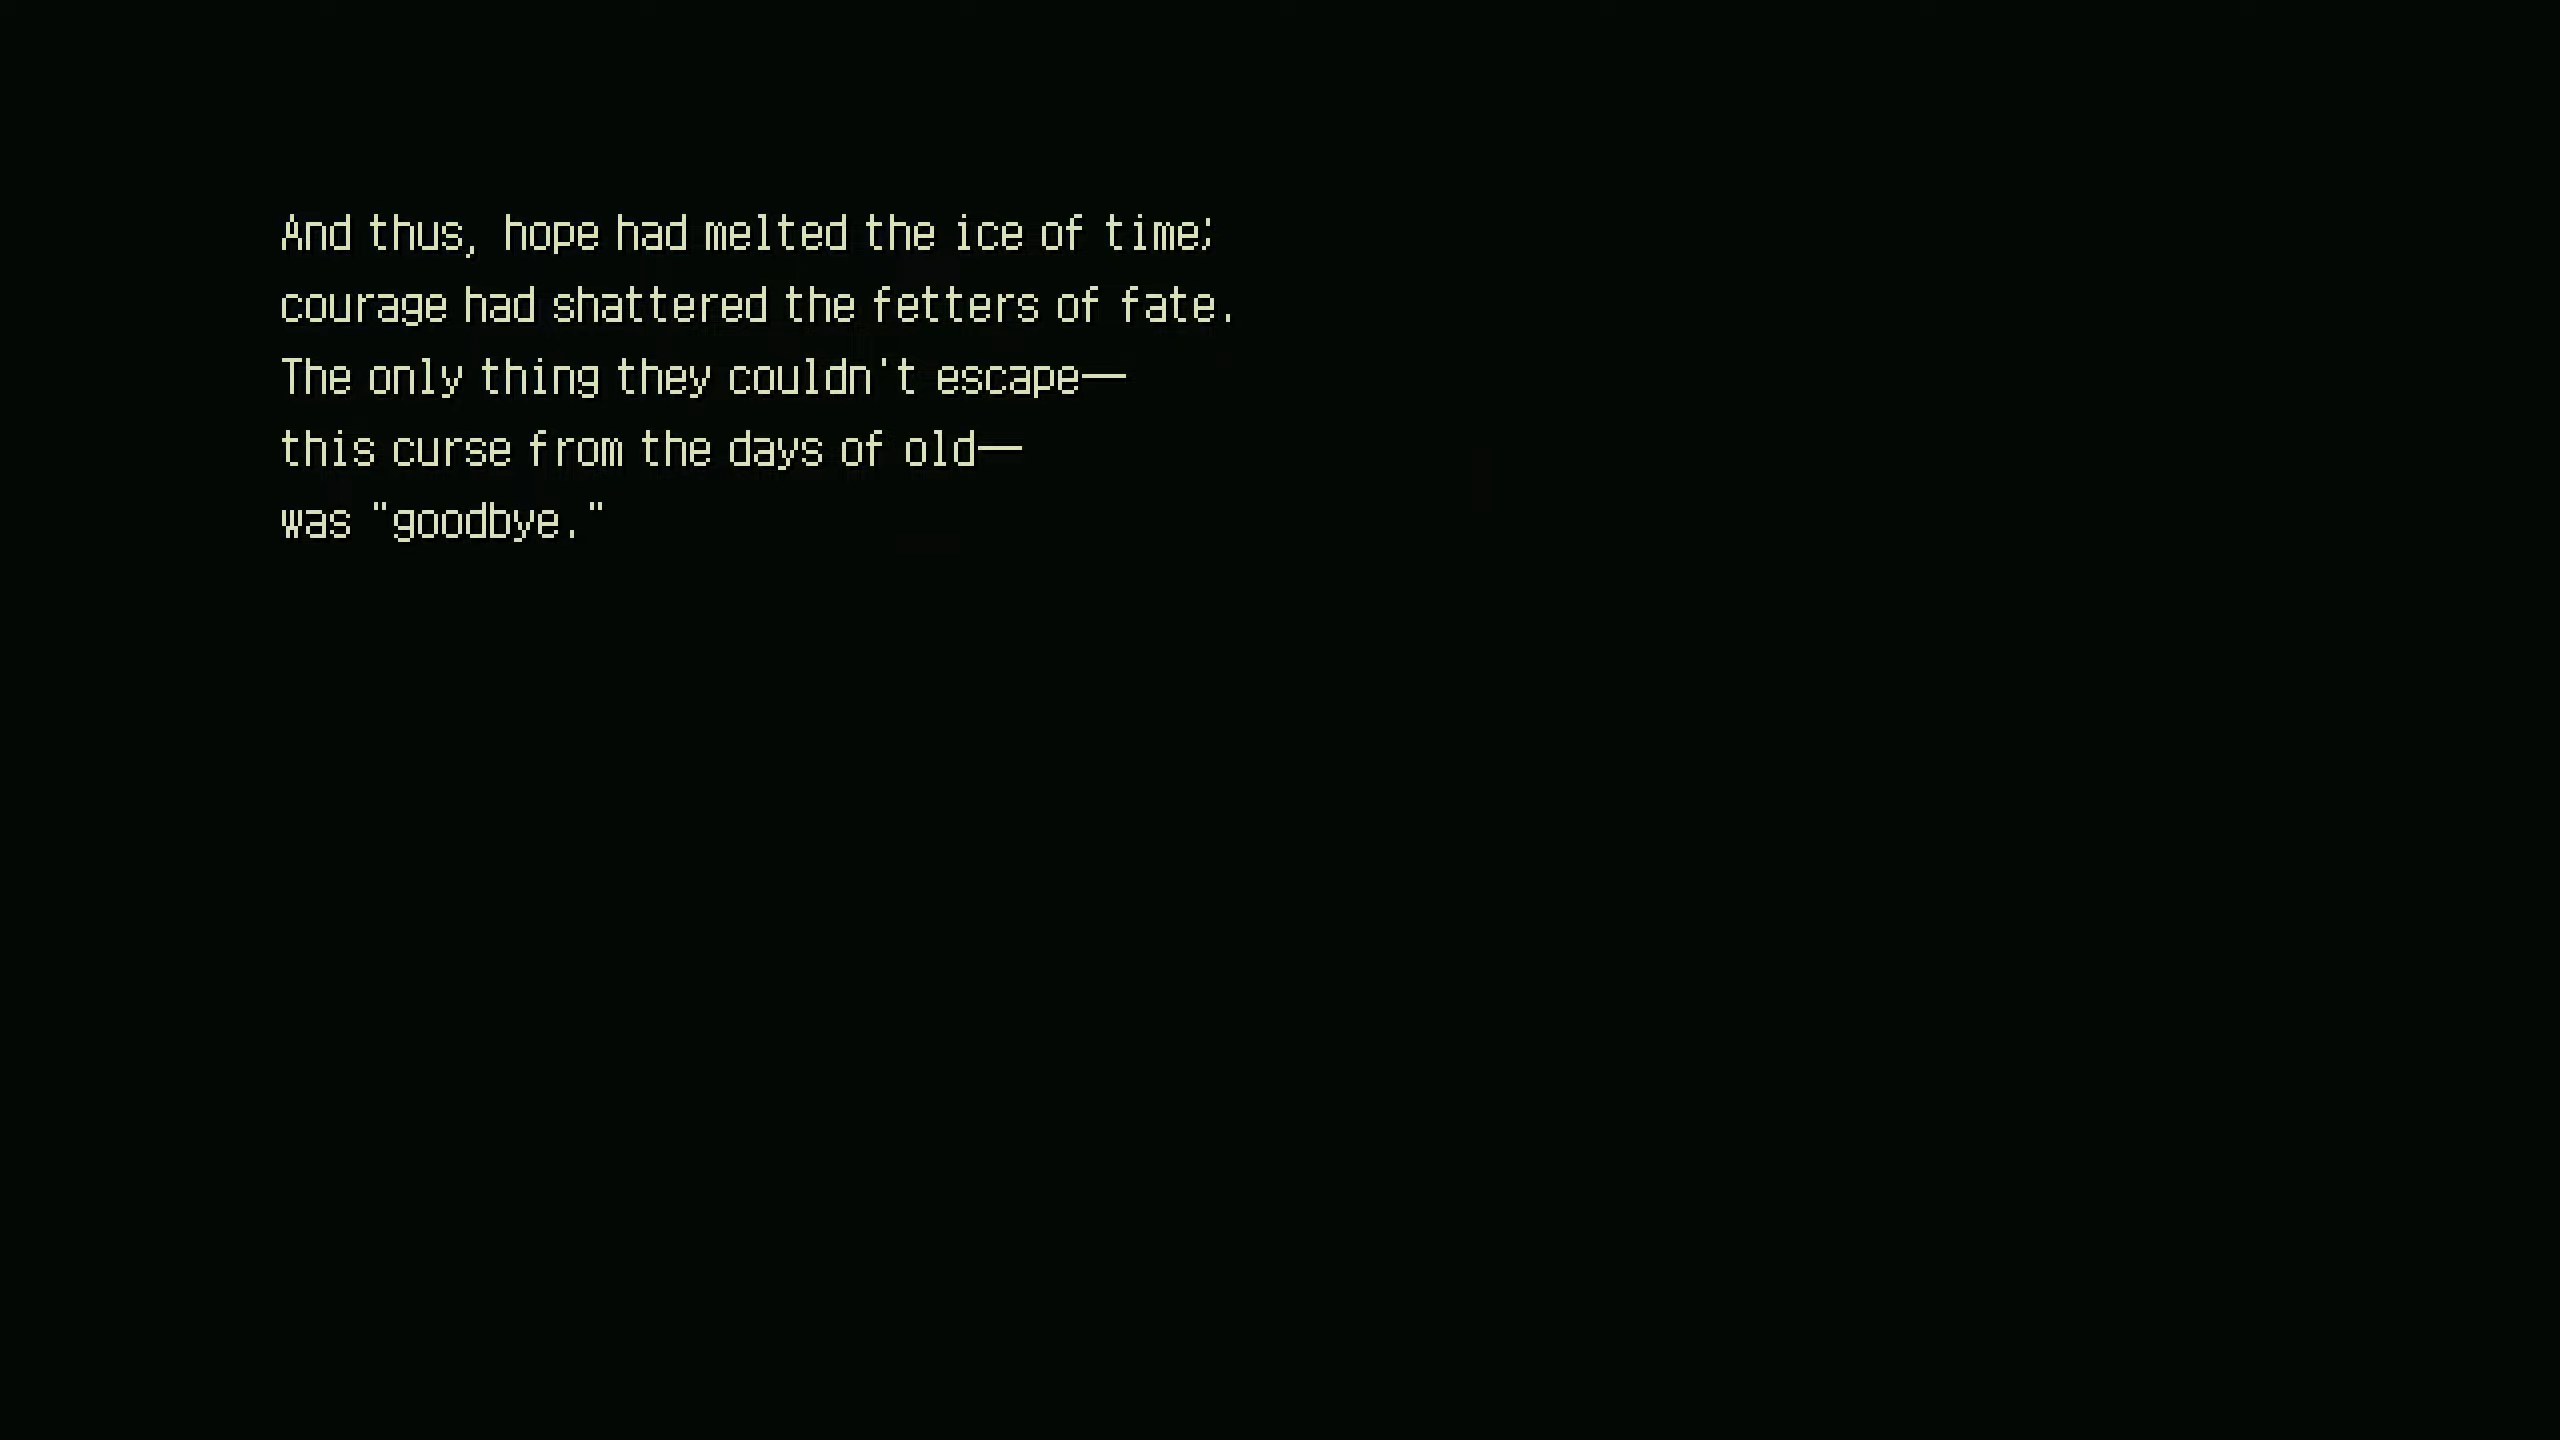 And thus, hope had melted the ice of time;
courage had shattered the fetters of fate.
The only thing they couldn't escape——
this curse from the days of old——
was "goodbye."